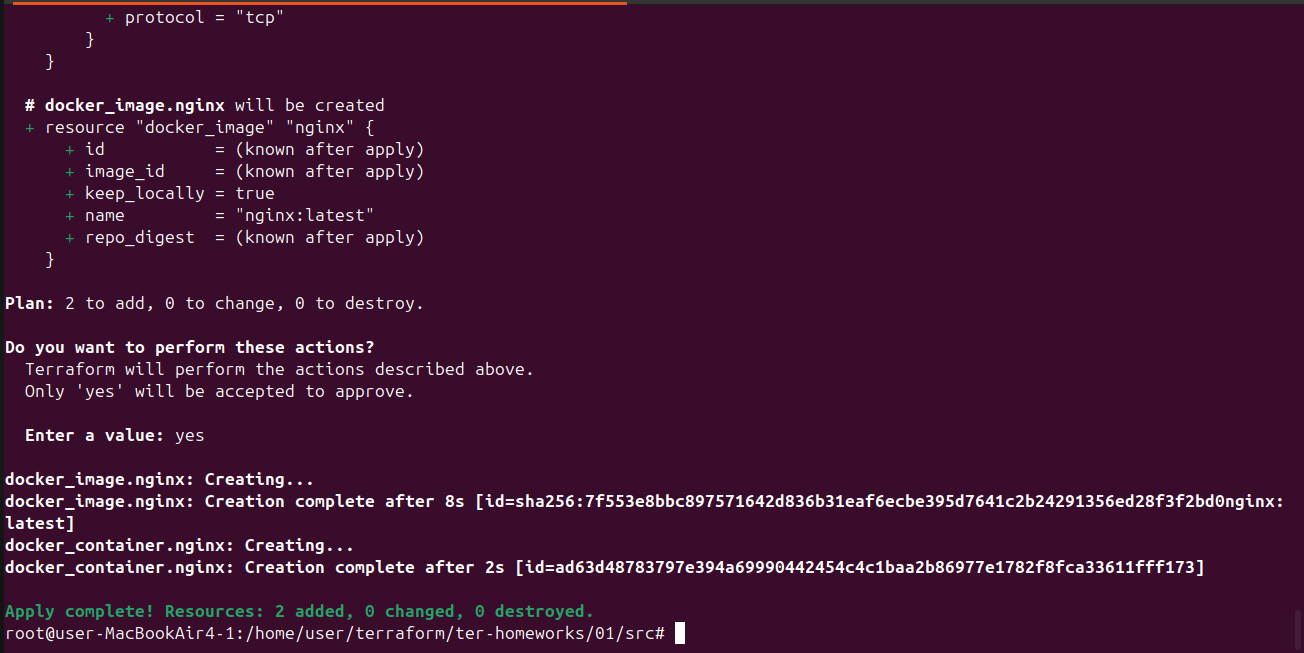 + protocol = "tcp"
}
}
# docker_image.nginx will be created
+ resource "docker_image" "nginx" {
+ id           = (known after apply)
+ image_id     = (known after apply)
+ keep_locally = true
+ name         = "nginx:latest"
+ repo_digest  = (known after apply)
}
Plan: 2 to add, 0 to change, 0 to destroy.
Do you want to perform these actions?
Terraform will perform the actions described above.
Only 'yes' will be accepted to approve.
Enter a value: yes
docker_image.nginx: Creating...
docker_image.nginx: Creation complete after 8s [id=sha256:7f553e8bbc897571642d836b31eaf6ecbe395d7641c2b24291356ed28f3f2bd0nginx:
latest]
docker_container.nginx: Creating...
docker_container.nginx: Creation complete after 2s [id=ad63d48783797e394a69990442454c4c1baa2b86977e1782f8fca33611fff173]
Apply complete! Resources: 2 added, 0 changed, 0 destroyed.
root@user-MacBookAir4-1:/home/user/terraform/ter-homeworks/01/src#